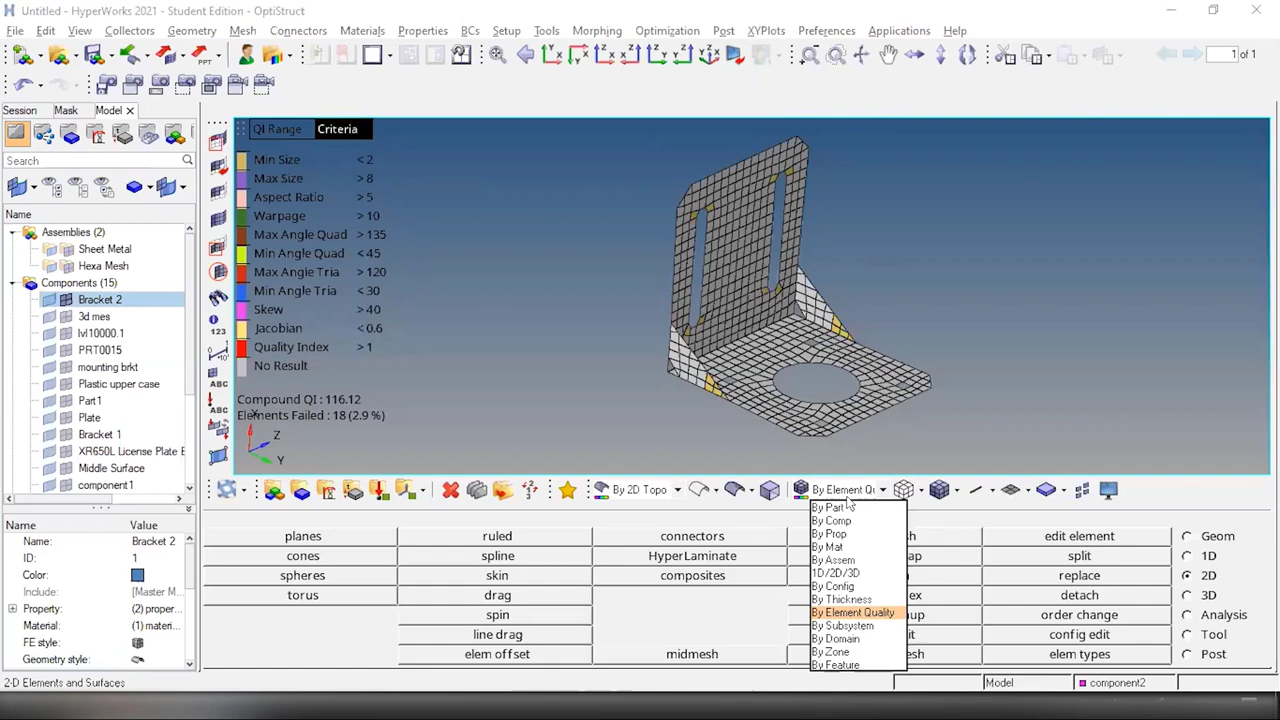 Untitled - HyperWorks 2021 - Student Edition - OptiStruct
File Edit View Collectors Geometry Mesh Connectors Materials Properties BCs Setup Tools Morphing Optimization Post XYPlots Preferences Applications Help
PPT
1 of 1
Session Mask Model
Search
Name
Assemblies (2)
Sheet Metal
Hexa Mesh
Components (15)
Bracket 2
3d mes
lvl10000.1
PRT0015
mounting brkt
Plastic upper case
Part1
Plate
Bracket 1
XR650L License Plate E
Middle Surface
component1
Name Value
Name: Bracket 2
ID: 1
Color:
Include: [Master M
Property: (2) proper...
Material: (1) materi...
FE style:
Geometry style:
123
ABC
ABC
QI Range Criteria
Min Size < 2
Max Size > 8
Aspect Ratio > 5
Warpage > 10
Max Angle Quad > 135
Min Angle Quad < 45
Max Angle Tria > 120
Min Angle Tria < 30
Skew > 40
Jacobian < 0.6
Quality Index > 1
No Result
Compound QI : 116.12
Elements Failed : 18 (2.9 %)
X
Z
Y
By 2D Topo
By Element Qu
By Part
By Comp
By Prop
By Mat
By Assem
1D/2D/3D
By Config
By Thickness
By Element Quality
By Subsystem
By Domain
By Zone
By Feature
planes ruled connectors edit element Geom
cones spline HyperLaminate split 1D
spheres skin composites replace 2D
torus drag detach 3D
spin order change Analysis
line drag config edit Tool
elem offset midmesh elem types Post
2-D Elements and Surfaces
Model
component2